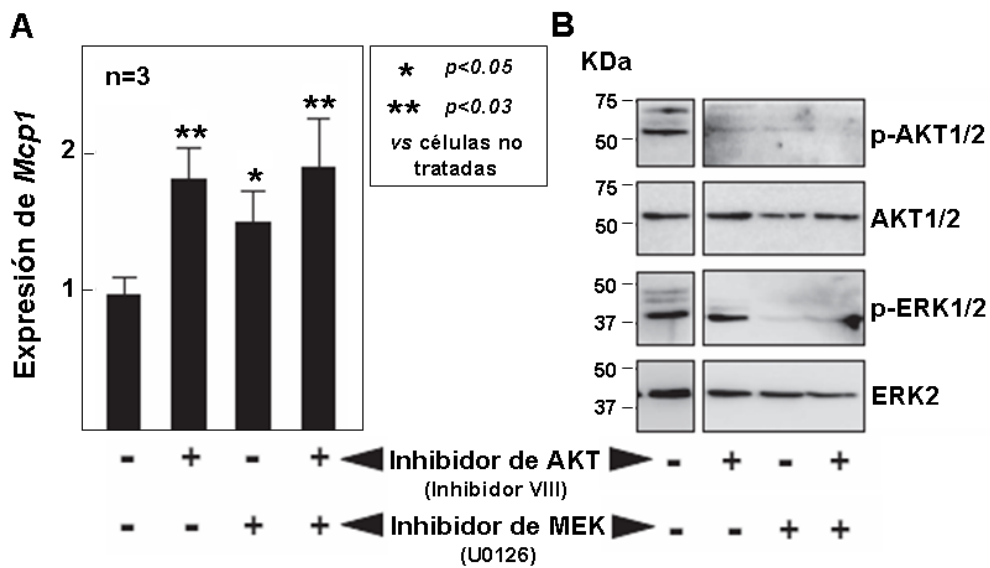 A
n=3
Expresión de Mcp1
2
1
** * **
* p<0.05
** p<0.03
vs células no
tratadas
B
KDa
75
50
p-AKT1/2
75
50
AKT1/2
50
37
p-ERK1/2
50
37
ERK2
- + - + Inhibidor de AKT - + - +
(Inhibidor VIII)
- - + + Inhibidor de MEK - - + +
(U0126)